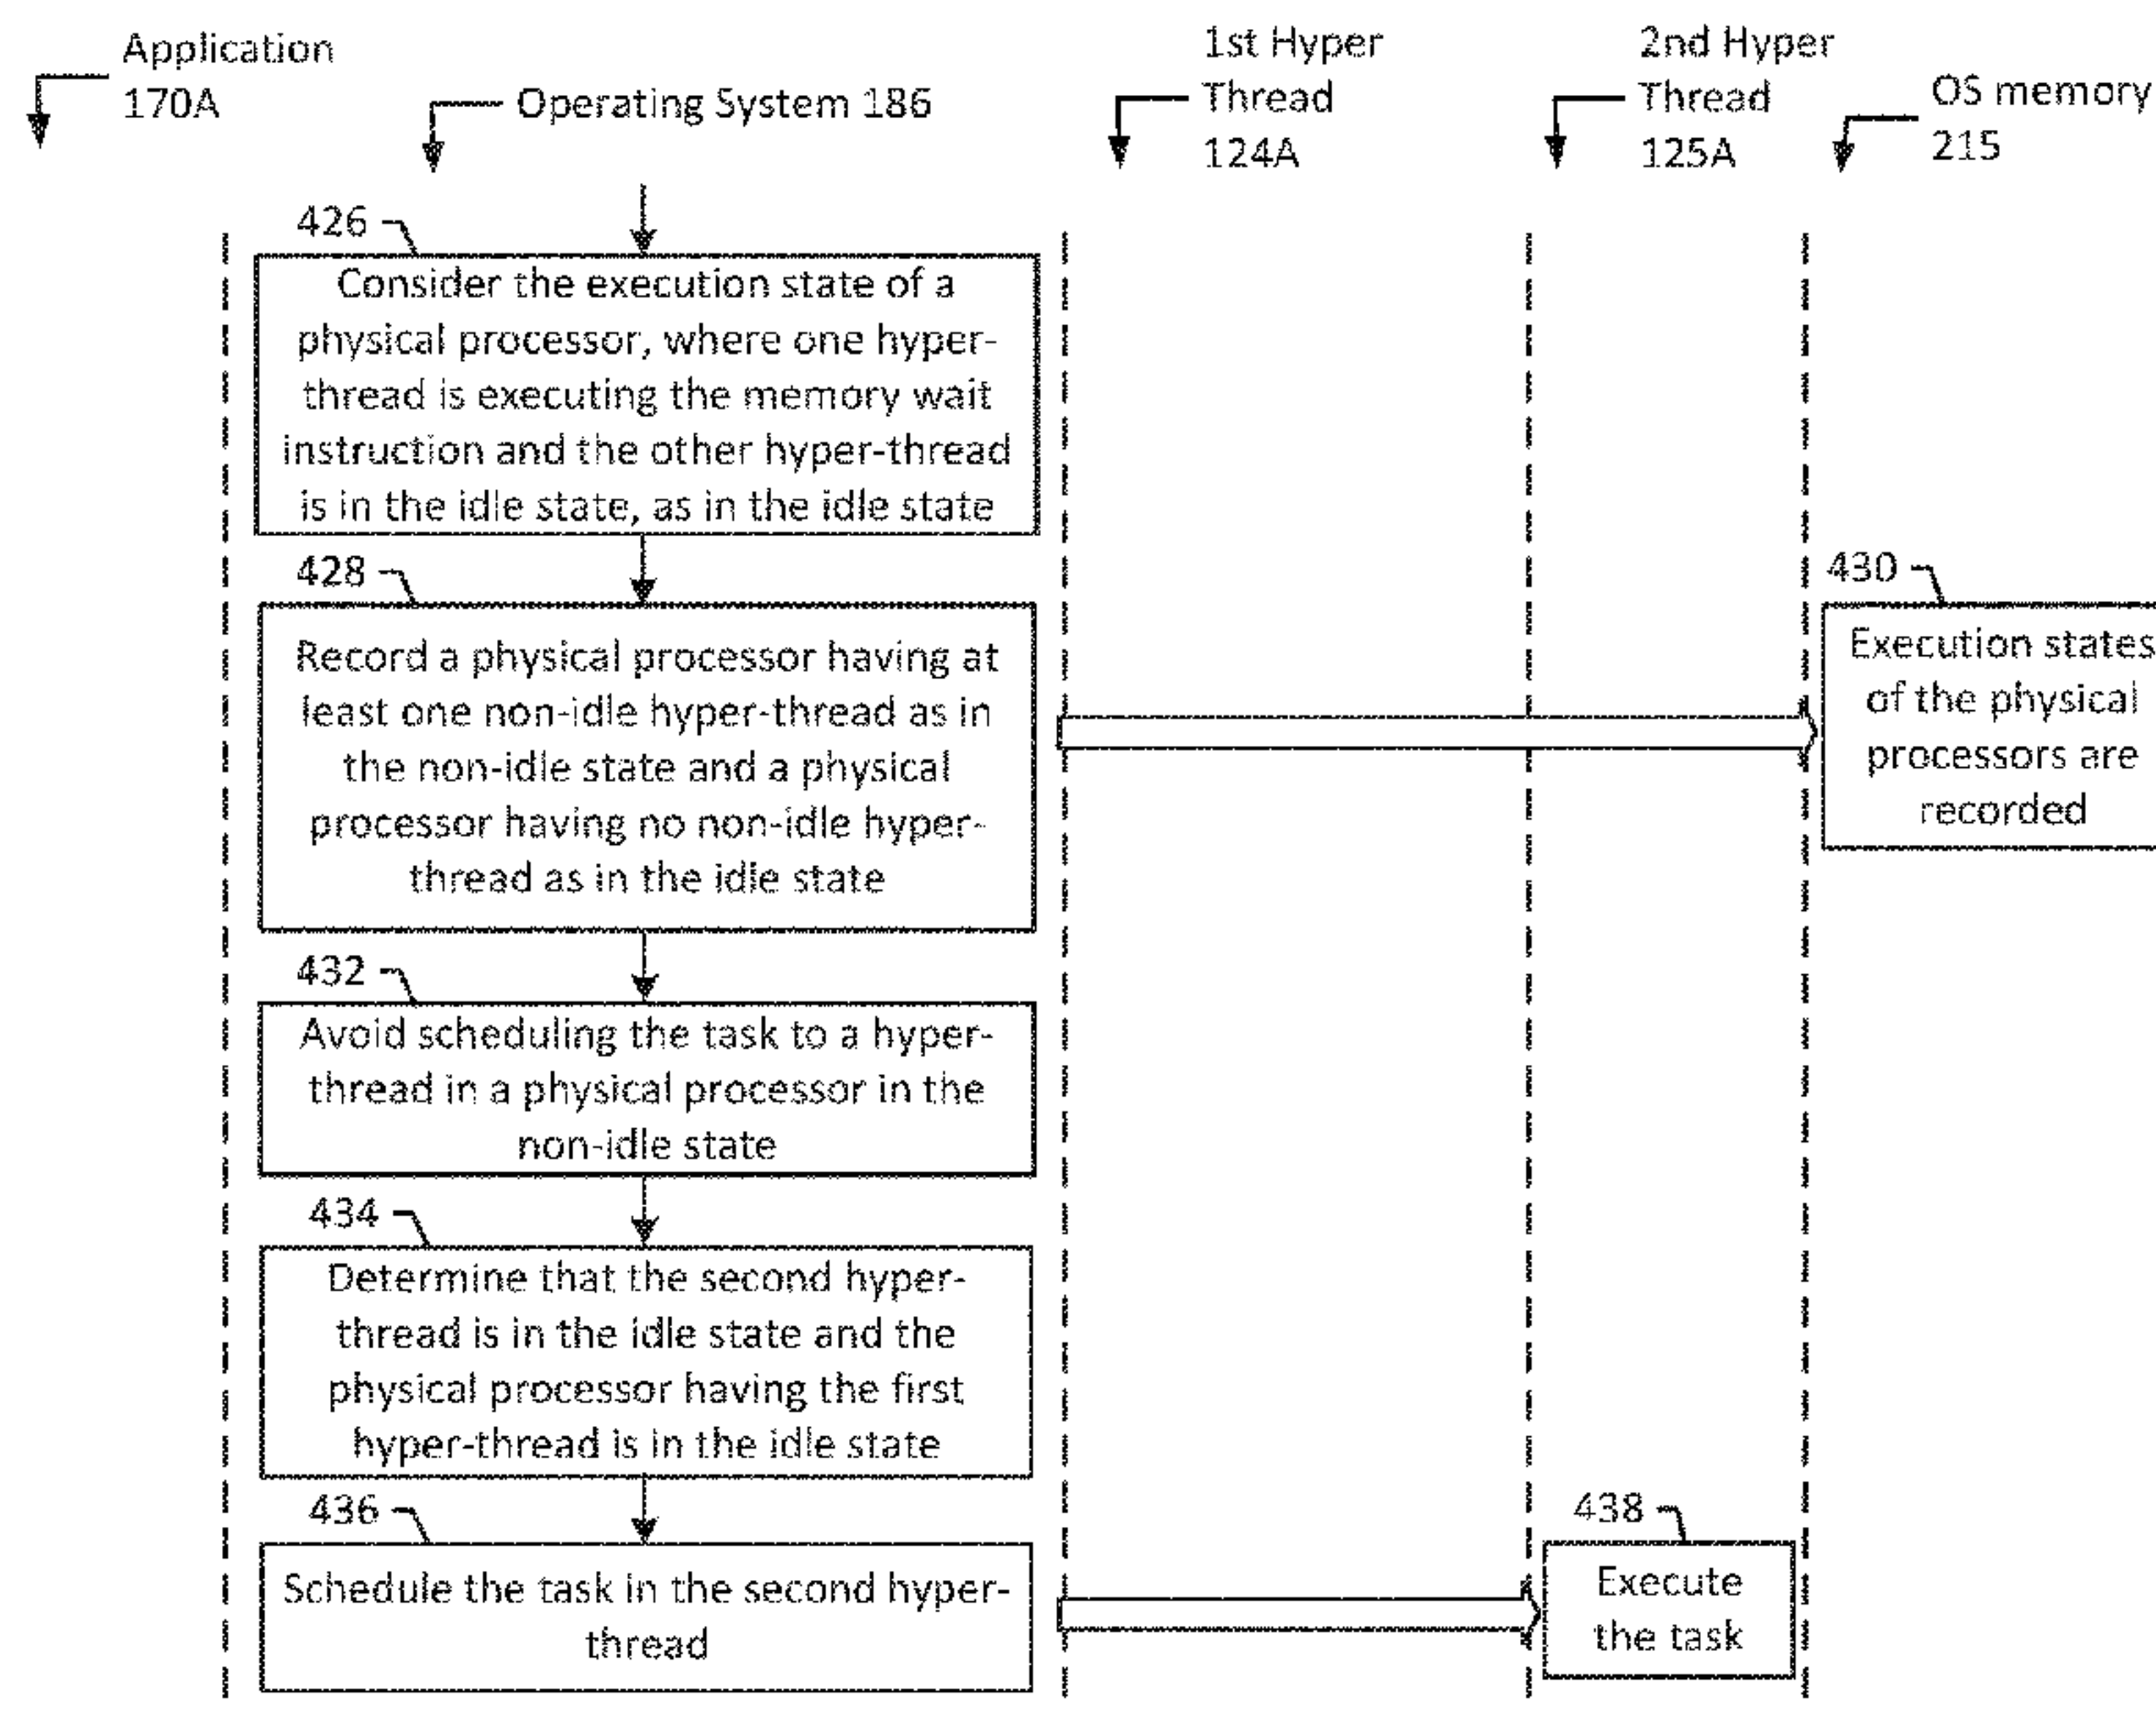 Application
170A
Operating System 186
1st Hyper
Thread
124A
2nd Hyper
Thread
125A
OS memory
215
426
Consider the execution state of a
physical processor, where one hyper-
thread is executing the memory wait
instruction and the other hyper-thread
is in the idle state, as in the idle state
428
Record a physical processor having at
least one non-idle hyper-thread as in
the non-idle state and a physical
processor having no non-idle hyper-
thread as in the idle state
430
Execution states
of the physical
processors are
recorded
432
Avoid scheduling the task to a hyper-
thread in a physical processor in the
non-idle state
434
Determine that the second hyper-
thread is in the idle state and the
physical processor having the first
hyper-thread is in the idle state
436
Schedule the task in the second hyper-
thread
438
Execute
the task